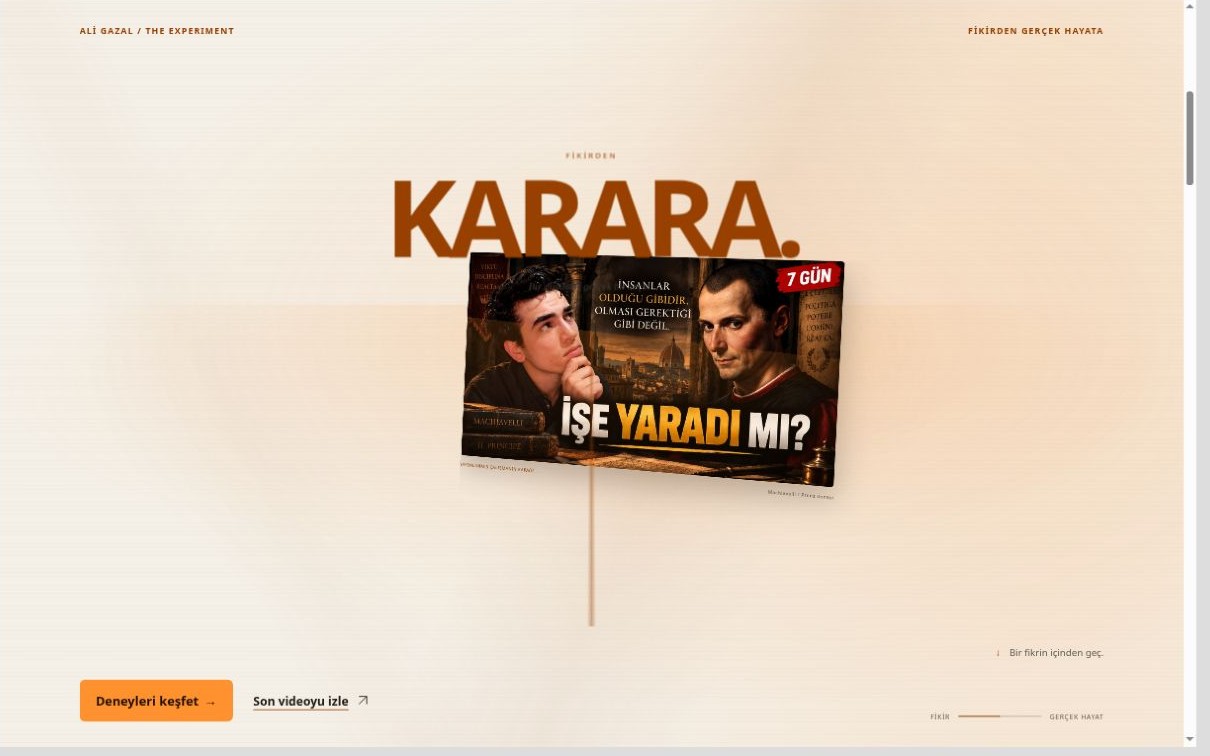 ALİ GAZAL / THE EXPERIMENT
FİKİRDEN GERÇEK HAYATA
FİKİRDEN
KARARA.
7 GÜN
İNSANLAR
OLDUĞU GİBİDİR,
OLMASI GEREKTİĞİ
GİBİ DEĞİL.
İŞE YARADI MI?
MACHIAVELLI
IL PRINCIPE
↓ Bir fikrin içinden geç.
Deneyleri keşfet →
Son videoyu izle
FİKİR
GERÇEK HAYAT